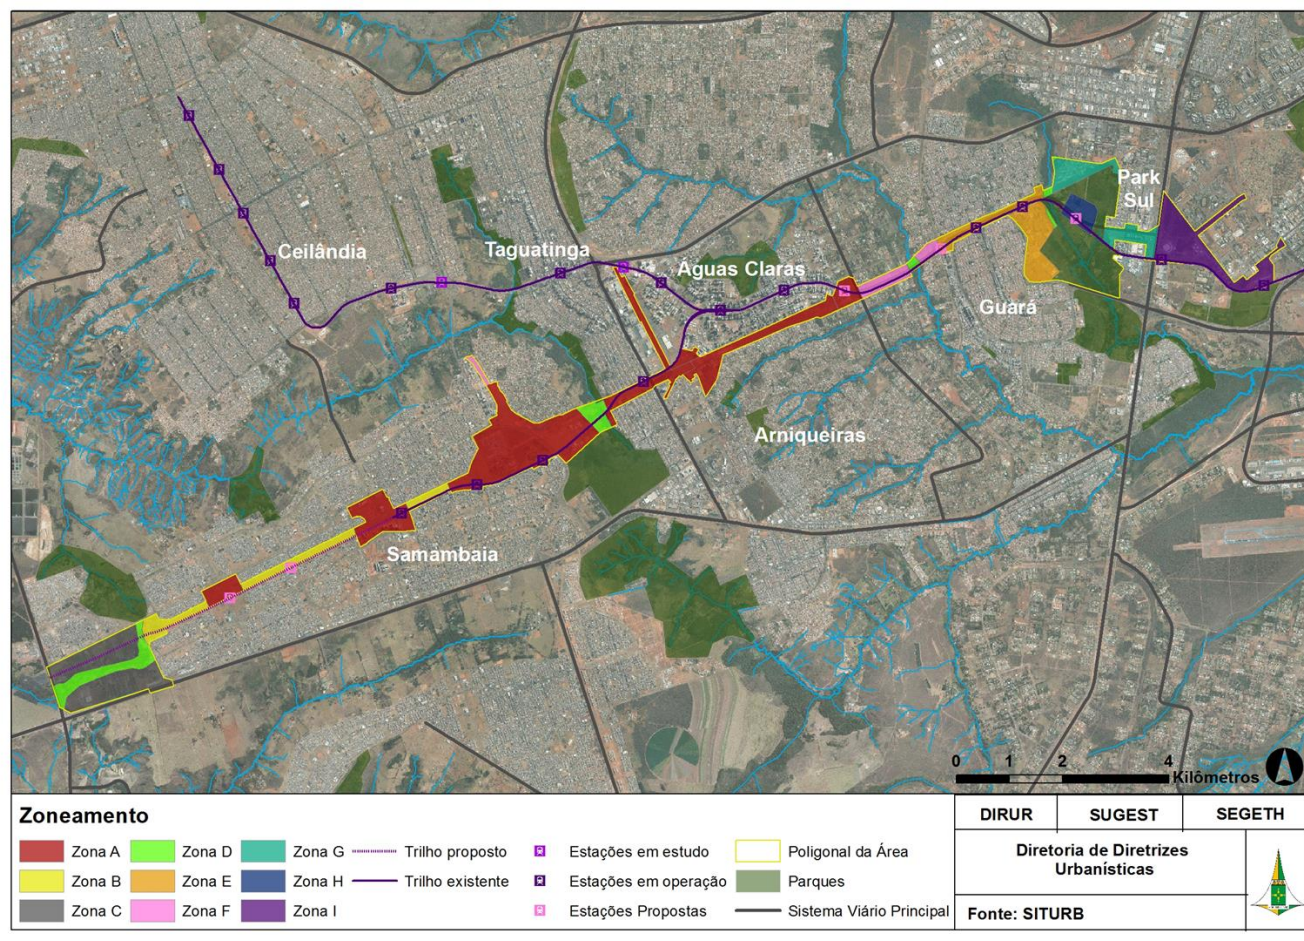 Park
Sul
Ceilândia
Taguatinga
Águas Claras
Guará
Arniqueiras
Samambaia
0 1 2 4
Kilômetros
Zoneamento
Zona A
Zona B
Zona C
Zona D
Zona E
Zona F
Zona G
Zona H
Zona I
Trilho proposto
Trilho existente
Estações em estudo
Estações em operação
Estações Propostas
Poligonal da Área
Parques
Sistema Viário Principal
DIRUR SUGEST SEGETH
Diretoria de Diretrizes
Urbanísticas
Fonte: SITURB